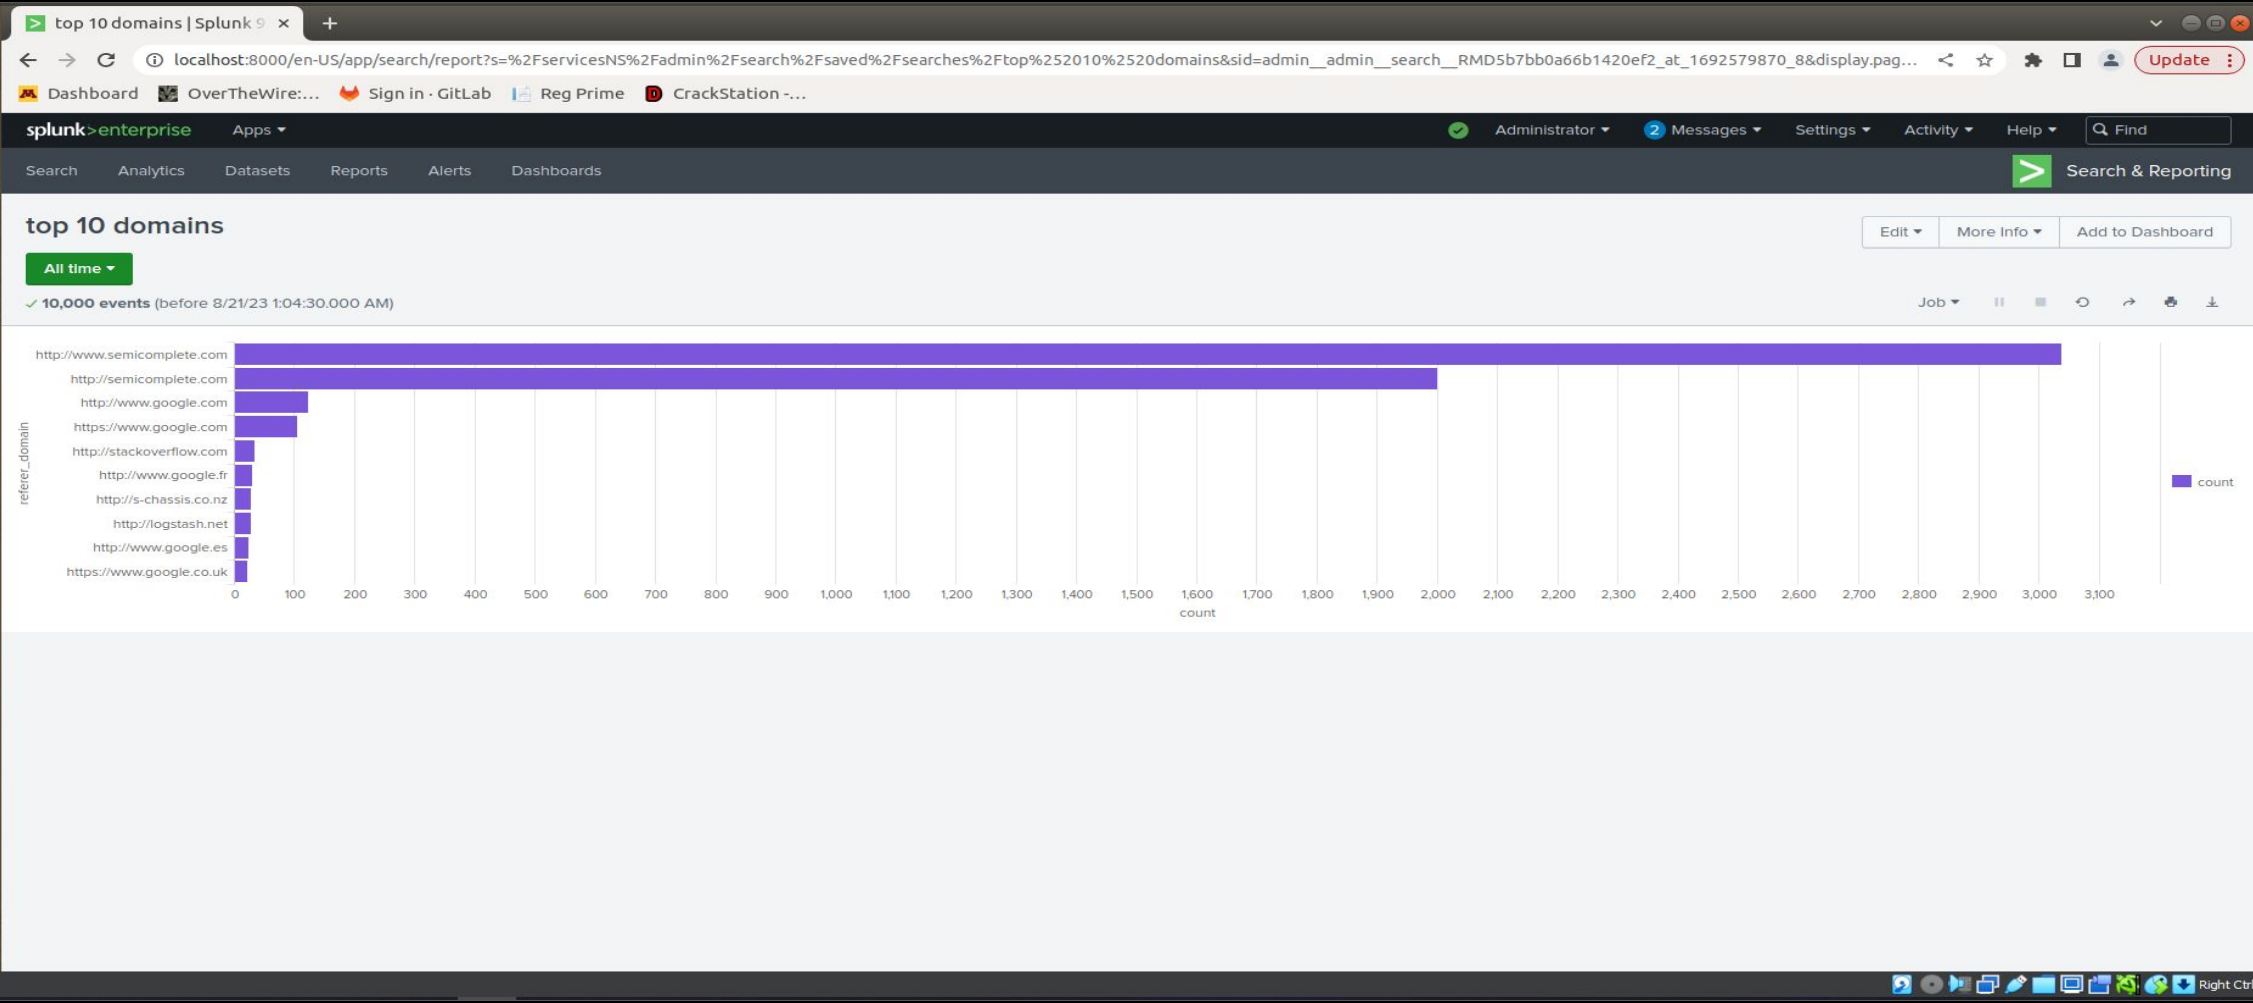 top 10 domains | Splunk 9
localhost:8000/en-US/app/search/report?s=%2FservicesNS%2Fadmin%2Fsearch%2Fsaved%2Fsearches%2Ftop%252010%2520domains&sid=admin__admin__search__RMD5b7bb0a66b1420ef2_at_1692579870_8&display.pag... Update
Dashboard OverTheWire:... Sign in · GitLab Reg Prime CrackStation -...
splunk>enterprise Apps Administrator 2 Messages Settings Activity Help Find
Search Analytics Datasets Reports Alerts Dashboards > Search & Reporting
top 10 domains Edit More Info Add to Dashboard
All time
10,000 events (before 8/21/23 1:04:30.000 AM) Job
referer_domain
http://www.semicomplete.com
http://semicomplete.com
http://www.google.com
https://www.google.com
http://stackoverflow.com
http://www.google.fr
http://s-chassis.co.nz
http://logstash.net
http://www.google.es
https://www.google.co.uk
count
0 100 200 300 400 500 600 700 800 900 1,000 1,100 1,200 1,300 1,400 1,500 1,600 1,700 1,800 1,900 2,000 2,100 2,200 2,300 2,400 2,500 2,600 2,700 2,800 2,900 3,000 3,100
count
Right Ctrl